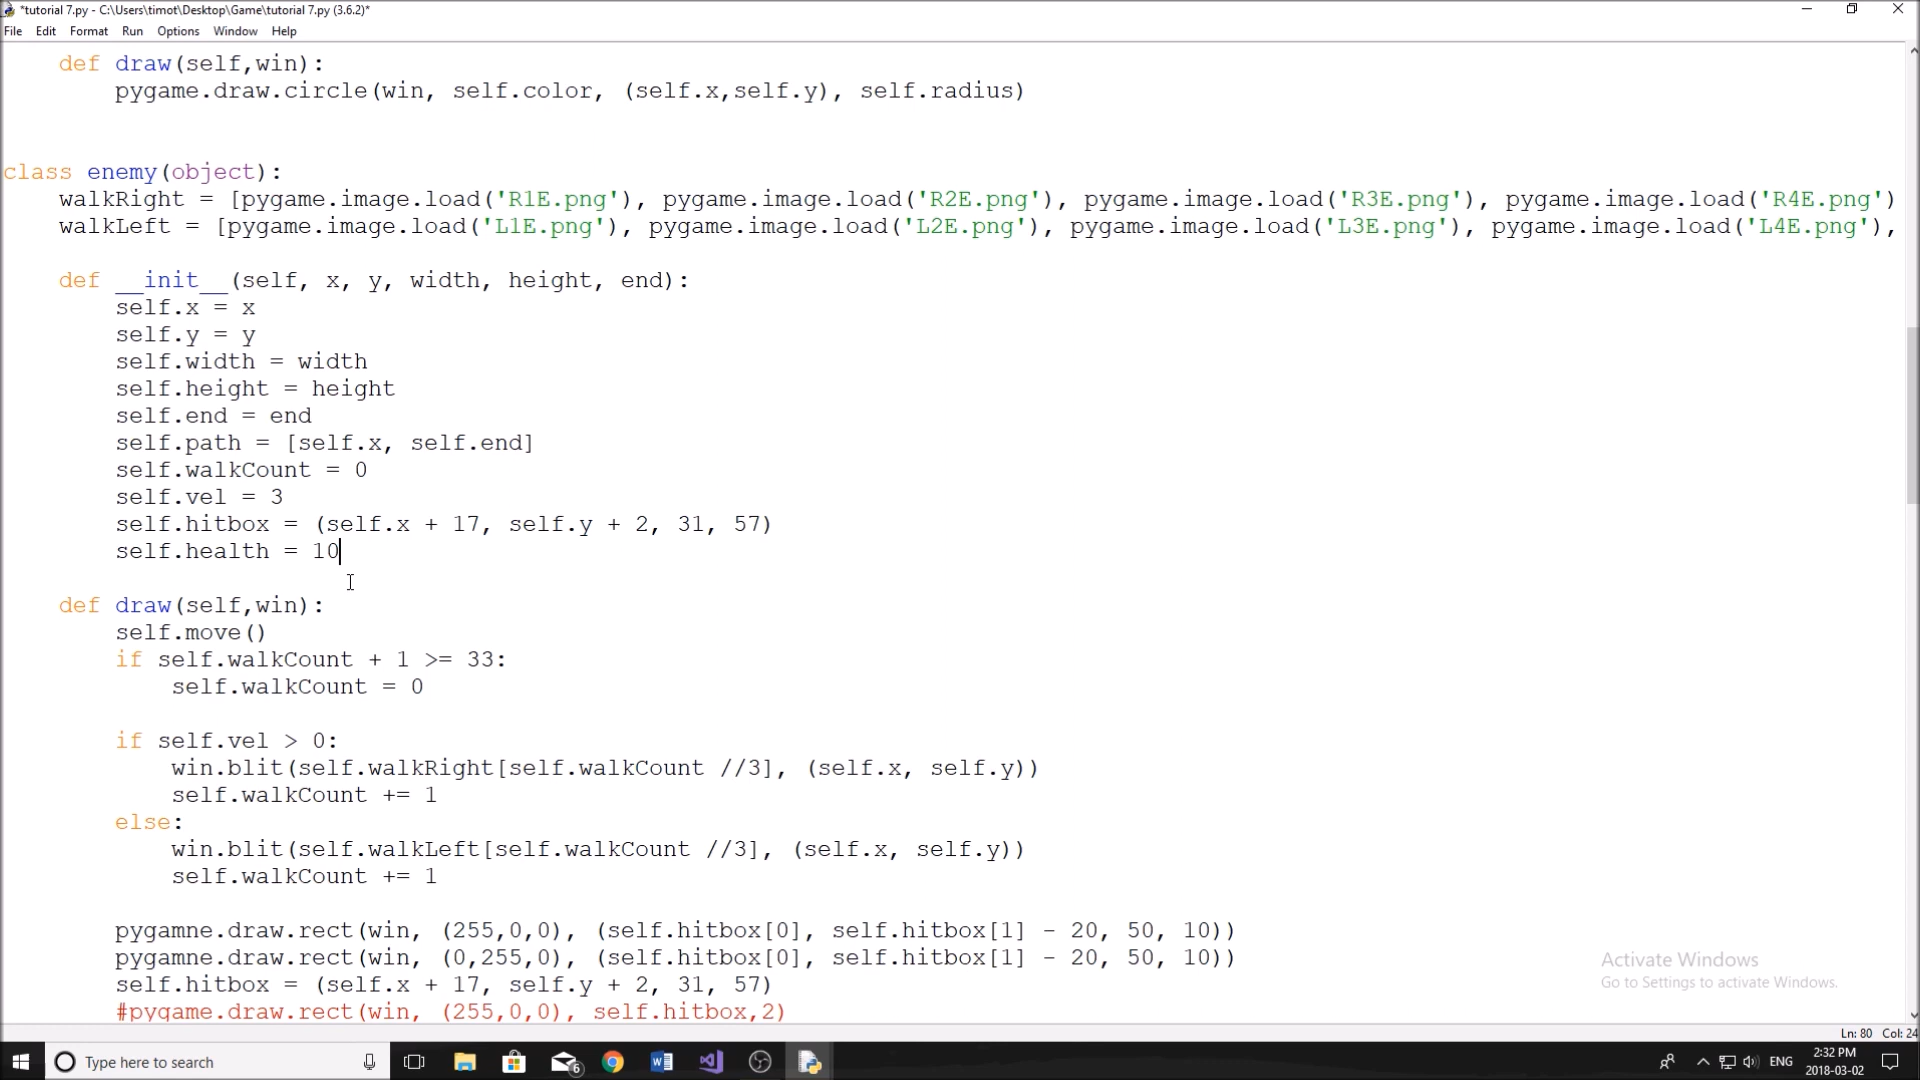 *tutorial 7.py - C:\Users\timot\Desktop\Game\tutorial 7.py (3.6.2)*
File Edit Format Run Options Window Help
def draw(self,win):
pygame.draw.circle(win, self.color, (self.x,self.y), self.radius)
class enemy(object):
walkRight = [pygame.image.load('R1E.png'), pygame.image.load('R2E.png'), pygame.image.load('R3E.png'), pygame.image.load('R4E.png')
walkLeft = [pygame.image.load('L1E.png'), pygame.image.load('L2E.png'), pygame.image.load('L3E.png'), pygame.image.load('L4E.png'),
def __init__(self, x, y, width, height, end):
self.x = x
self.y = y
self.width = width
self.height = height
self.end = end
self.path = [self.x, self.end]
self.walkCount = 0
self.vel = 3
self.hitbox = (self.x + 17, self.y + 2, 31, 57)
self.health = 10
def draw(self,win):
self.move()
if self.walkCount + 1 >= 33:
self.walkCount = 0
if self.vel > 0:
win.blit(self.walkRight[self.walkCount //3], (self.x, self.y))
self.walkCount += 1
else:
win.blit(self.walkLeft[self.walkCount //3], (self.x, self.y))
self.walkCount += 1
pygamne.draw.rect(win, (255,0,0), (self.hitbox[0], self.hitbox[1] - 20, 50, 10))
pygamne.draw.rect(win, (0,255,0), (self.hitbox[0], self.hitbox[1] - 20, 50, 10))
self.hitbox = (self.x + 17, self.y + 2, 31, 57)
#pygame.draw.rect(win, (255,0,0), self.hitbox,2)
Activate Windows
Go to Settings to activate Windows.
Ln: 80 Col: 24
Type here to search
6
ENG
2:32 PM
2018-03-02